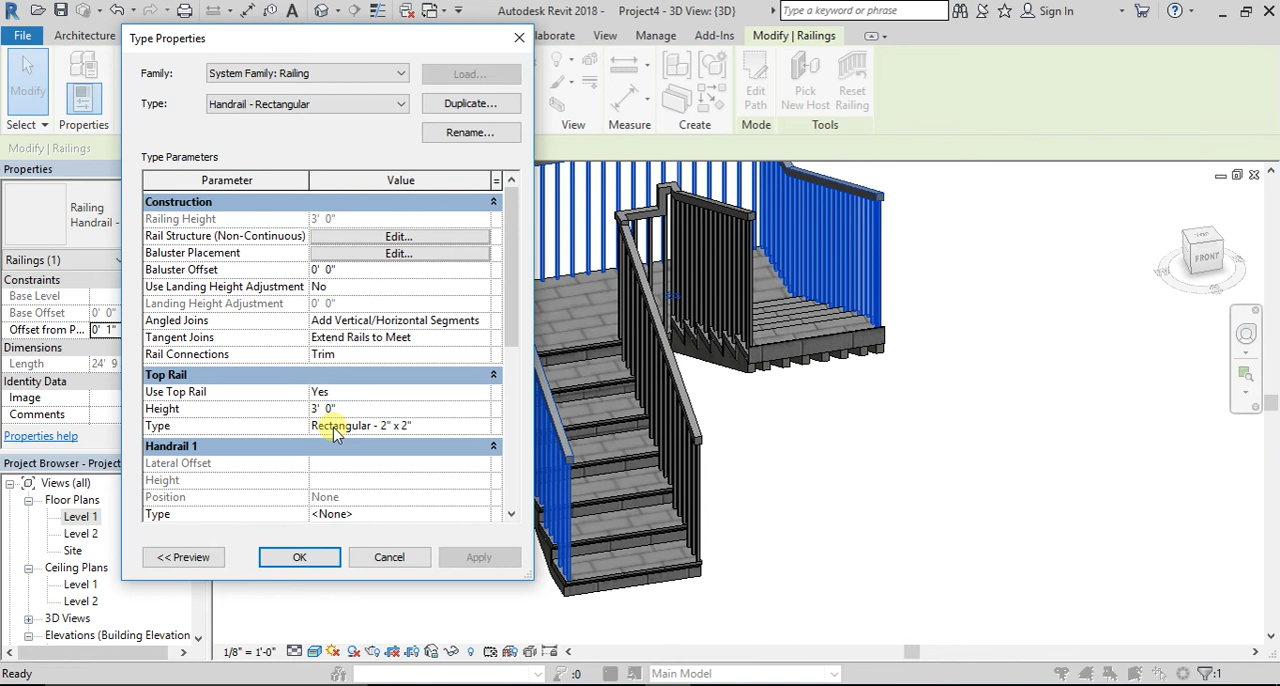 Autodesk Revit 2018 - Project4 - 3D View: {3D}
Type a keyword or phrase
Sign In
File
Architecture
Type Properties
laborate
View
Manage
Add-Ins
Modify | Railings
Modify
Select
Properties
View
Measure
Create
Edit Path
Mode
Pick New Host
Reset Railing
Tools
Modify | Railings
Properties
Railing
Handrail -
Railings (1)
Constraints
Base Level
Base Offset 0' 0"
Offset from P... 0' 1"
Dimensions
Length 24' 9
Identity Data
Image
Comments
Properties help
Project Browser - Project
Views (all)
Floor Plans
Level 1
Level 2
Site
Ceiling Plans
Level 1
Level 2
3D Views
Elevations (Building Elevation
Family: System Family: Railing Load...
Type: Handrail - Rectangular Duplicate...
Rename...
Type Parameters
Parameter Value =
Construction
Railing Height 3' 0"
Rail Structure (Non-Continuous) Edit...
Baluster Placement Edit...
Baluster Offset 0' 0"
Use Landing Height Adjustment No
Landing Height Adjustment 0' 0"
Angled Joins Add Vertical/Horizontal Segments
Tangent Joins Extend Rails to Meet
Rail Connections Trim
Top Rail
Use Top Rail Yes
Height 3' 0"
Type Rectangular - 2" x 2"
Handrail 1
Lateral Offset
Height
Position None
Type <None>
<< Preview OK Cancel Apply
TOP
FRONT
1/8" = 1'-0"
Ready
:0
Main Model
:1